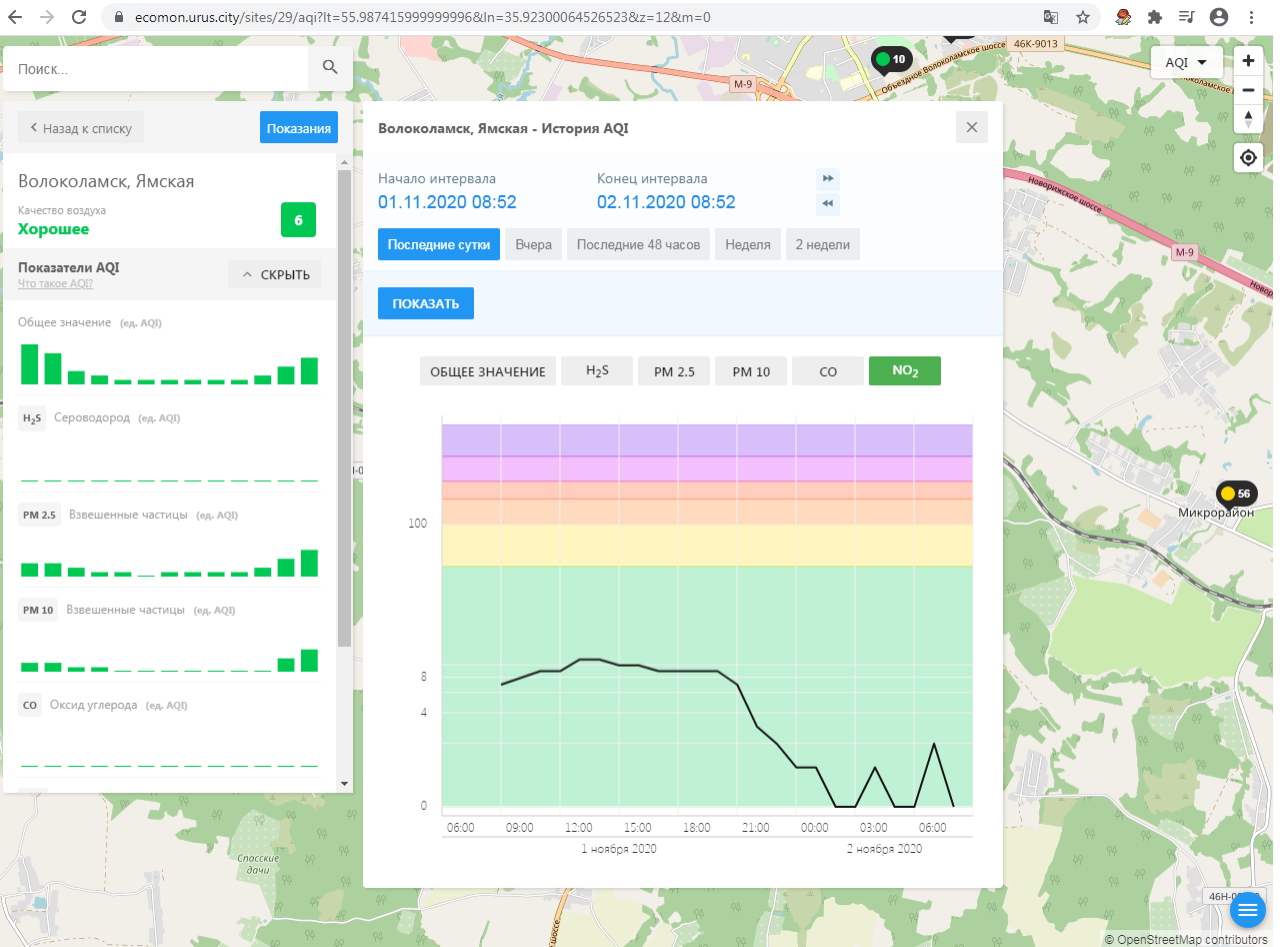 ecomon.urus.city/sites/29/aqi?lt=55.987415999999996&ln=35.92300064526523&z=12&m=0
Поиск...
46К-9013
10
Объездное Волоколамское шоссе
AQI
М-9
Назад к списку
Показания
Волоколамск, Ямская - История AQI
Волоколамск, Ямская
Качество воздуха
Хорошее
6
Начало интервала
Конец интервала
01.11.2020 08:52
02.11.2020 08:52
Новорижское шоссе
Последние сутки
Вчера
Последние 48 часов
Неделя
2 недели
М-9
Показатели AQI
Что такое AQI?
СКРЫТЬ
ПОКАЗАТЬ
Общее значение (ед. AQI)
ОБЩЕЕ ЗНАЧЕНИЕ
H2S
PM 2.5
PM 10
CO
NO2
H2S Сероводород (ед. AQI)
PM 2.5 Взвешенные частицы (ед. AQI)
PM 10 Взвешенные частицы (ед. AQI)
CO Оксид углерода (ед. AQI)
100
8
4
0
06:00
09:00
12:00
15:00
18:00
21:00
00:00
03:00
06:00
1 ноября 2020
2 ноября 2020
56
Микрорайон
Спасские
дачи
шоссе
© OpenStreetMap contributors